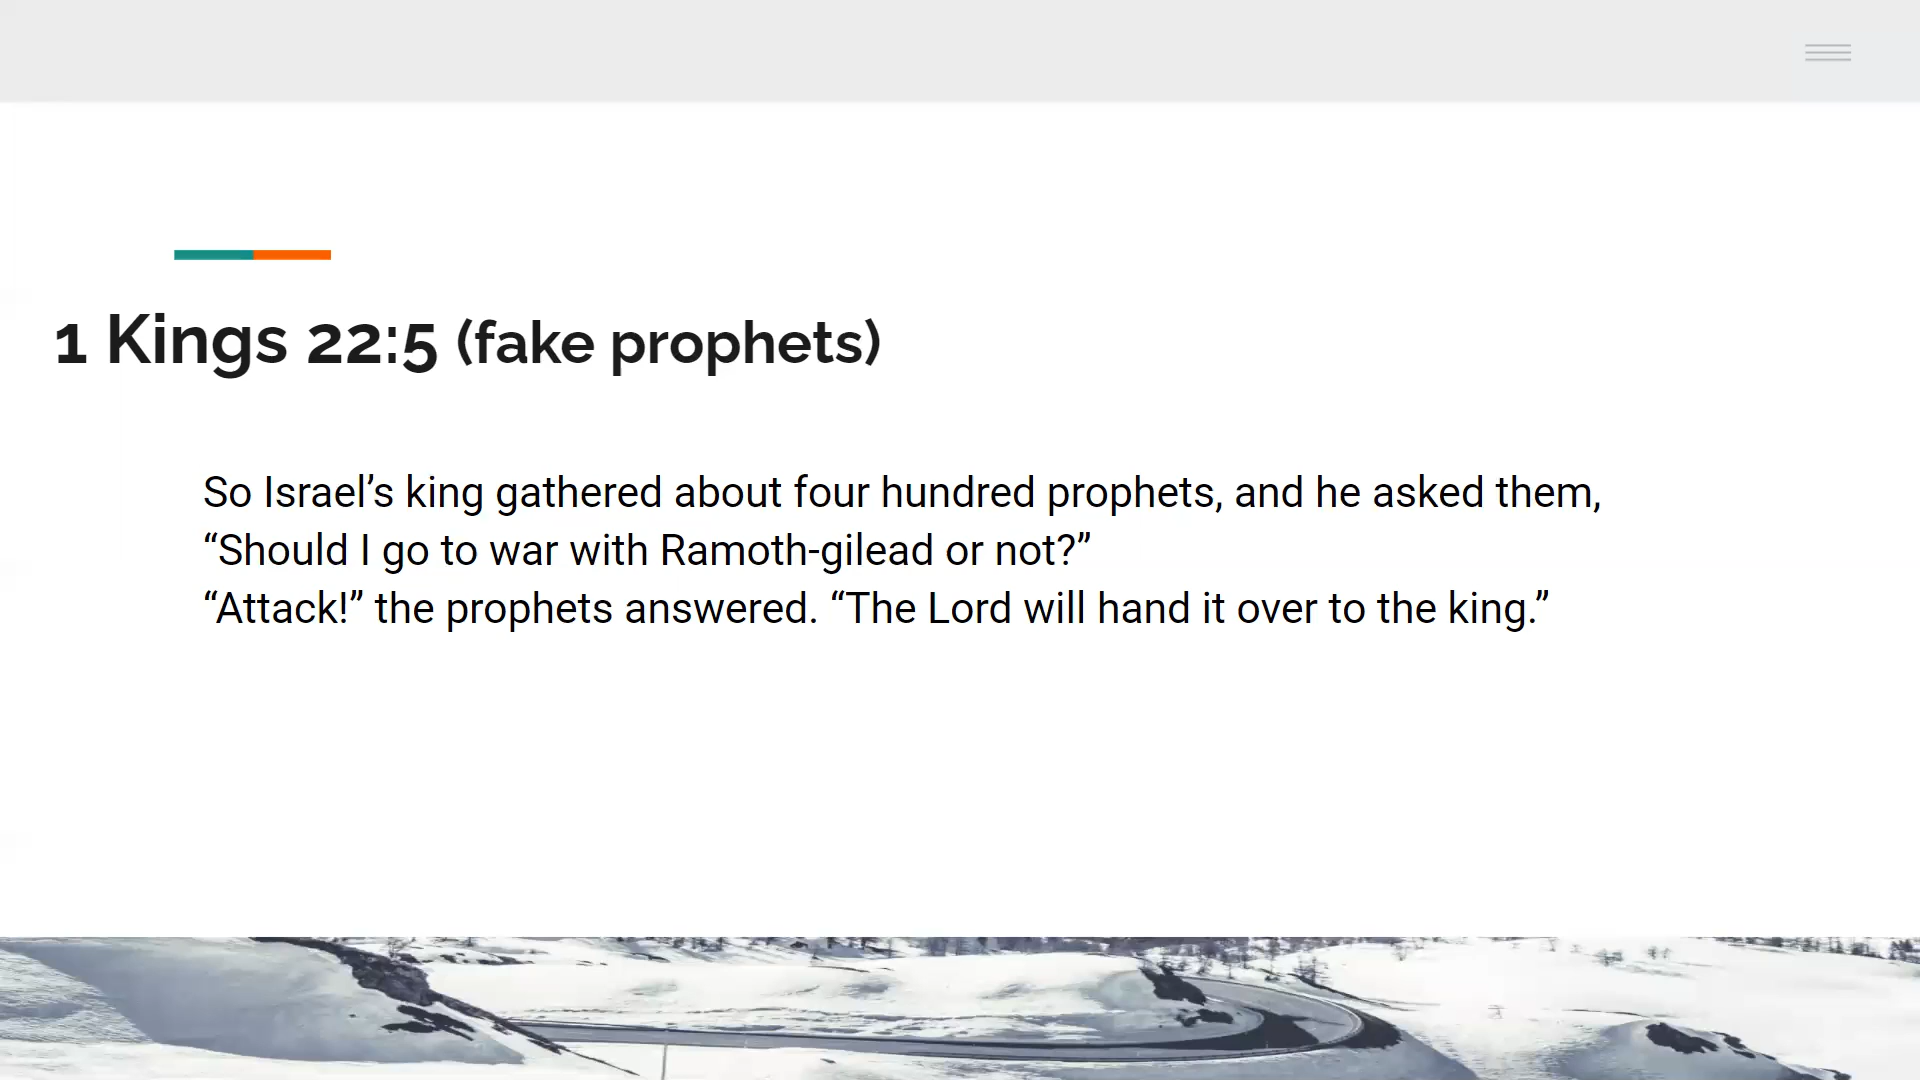 1 Kings 22:5 (fake prophets)
So Israel’s king gathered about four hundred prophets, and he asked them,
“Should I go to war with Ramoth-gilead or not?”
“Attack!” the prophets answered. “The Lord will hand it over to the king.”